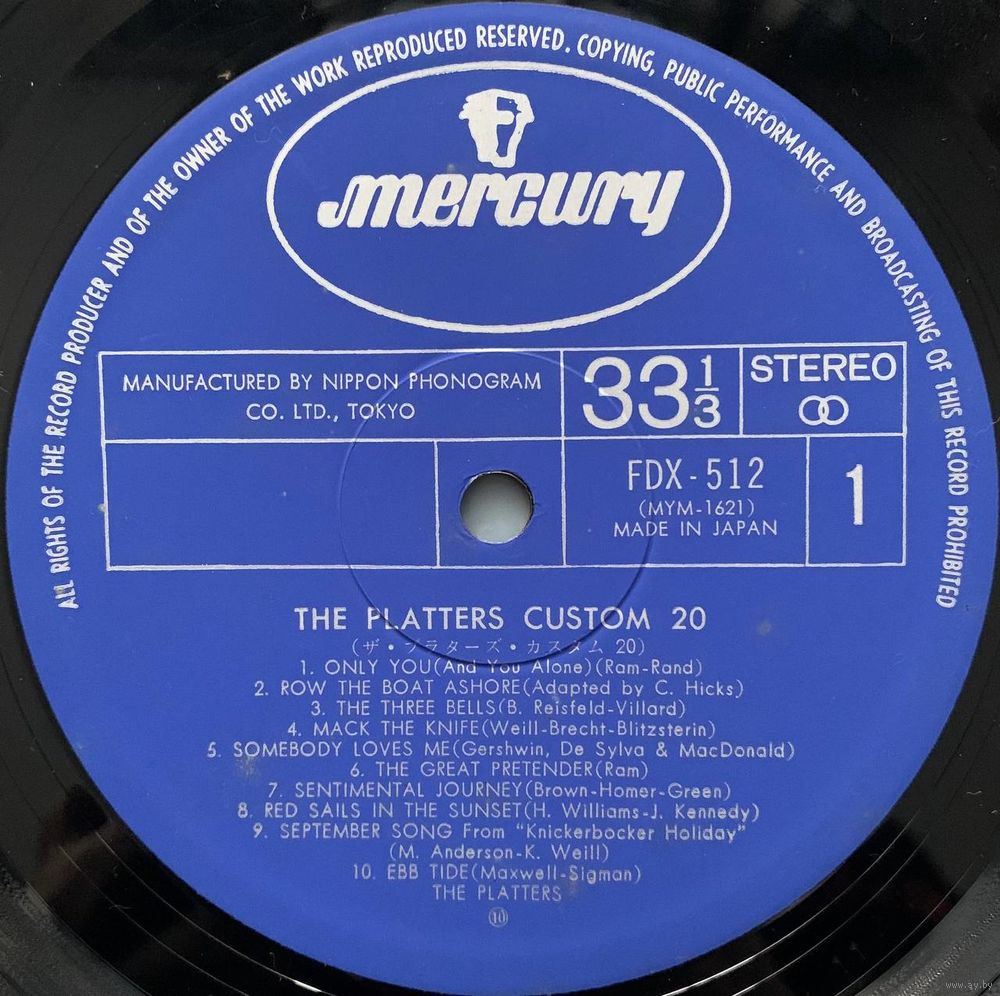 ALL RIGHTS OF THE RECORD PRODUCER AND OF THE OWNER OF THE WORK REPRODUCED RESERVED. COPYING, PUBLIC PERFORMANCE AND BROADCASTING OF THIS RECORD PROHIBITED
mercury
MANUFACTURED BY NIPPON PHONOGRAM
CO. LTD., TOKYO
33 1/3
STEREO
FDX-512
(MYM-1621)
MADE IN JAPAN
1
THE PLATTERS CUSTOM 20
(ザ・プラターズ・カスタム 20)
1. ONLY YOU(And You Alone)(Ram-Rand)
2. ROW THE BOAT ASHORE(Adapted by C. Hicks)
3. THE THREE BELLS(B. Reisfeld-Villard)
4. MACK THE KNIFE(Weill-Brecht-Blitzsterin)
5. SOMEBODY LOVES ME(Gershwin, De Sylva & MacDonald)
6. THE GREAT PRETENDER(Ram)
7. SENTIMENTAL JOURNEY(Brown-Homer-Green)
8. RED SAILS IN THE SUNSET(H. Williams-J. Kennedy)
9. SEPTEMBER SONG From "Knickerbocker Holiday"
(M. Anderson-K. Weill)
10. EBB TIDE(Maxwell-Sigman)
THE PLATTERS
⑩
www.ay.by